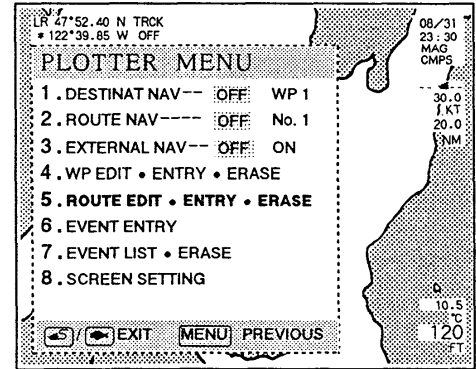 LR 47°52.40 N TRCK
* 122°39.85 W OFF
08/31
23:30
MAG
CMPS
PLOTTER MENU
1.DESTINAT NAV-- OFF WP 1
2.ROUTE NAV---- OFF No. 1
3.EXTERNAL NAV-- OFF ON
4.WP EDIT • ENTRY • ERASE
5.ROUTE EDIT • ENTRY • ERASE
6.EVENT ENTRY
7.EVENT LIST • ERASE
8.SCREEN SETTING
/ EXIT MENU PREVIOUS
30.0
KT
20.0
NM
10.5
°C
120
FT